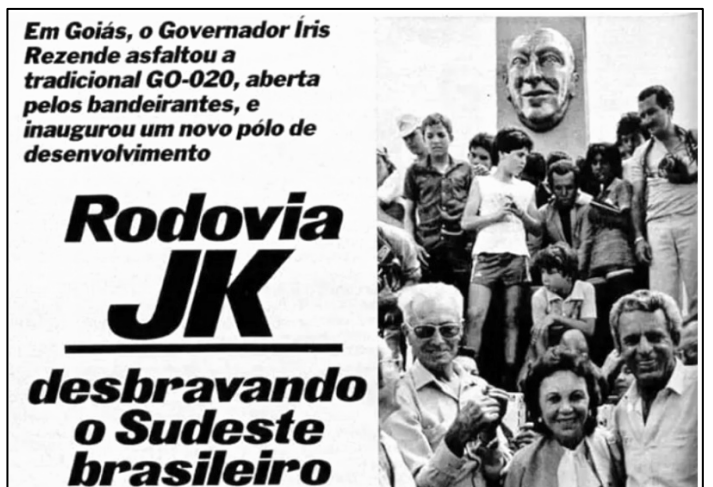 Em Goiás, o Governador Íris
Rezende asfaltou a
tradicional GO-020, aberta
pelos bandeirantes, e
inaugurou um novo pólo de
desenvolvimento
Rodovia
JK
desbravando
o Sudeste
brasileiro